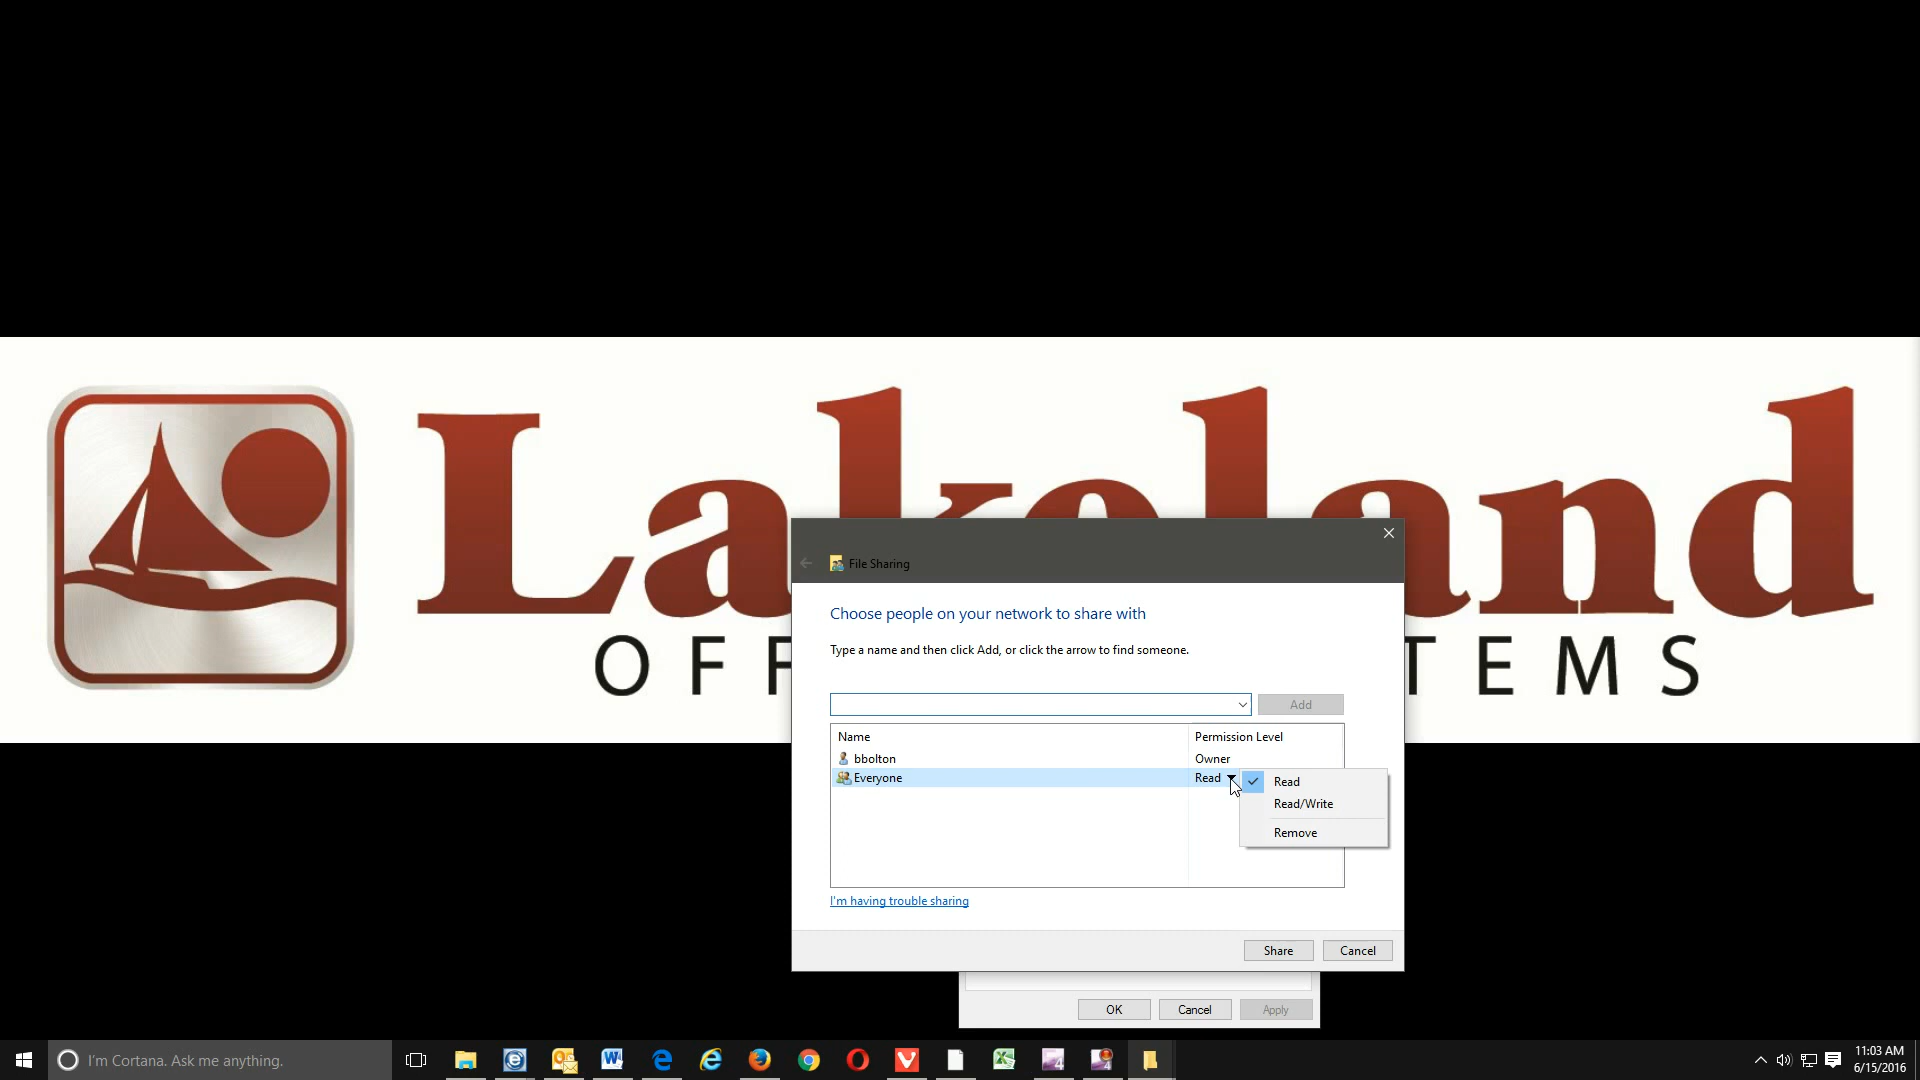 Lakeland
OFF TEMS
File Sharing
Choose people on your network to share with
Type a name and then click Add, or click the arrow to find someone.
Add
Name Permission Level
bbolton Owner
Everyone Read
Read
Read/Write
Remove
I'm having trouble sharing
Share Cancel
OK Cancel Apply
I'm Cortana. Ask me anything.
11:03 AM
6/15/2016